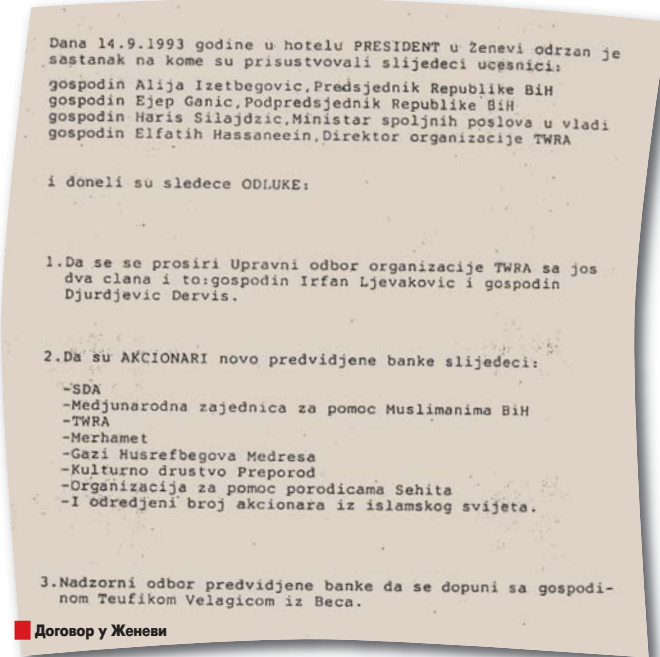 Dana 14.9.1993 godine u hotelu PRESIDENT u Zenevi odrzan je
sastanak na kome su prisustvovali slijedeci ucesnici:
gospodin Alija Izetbegovic,Predsjednik Republike BiH
gospodin Ejep Ganic,Podpredsjednik Republike BiH
gospodin Haris Silajdzic,Ministar spoljnih poslova u vladi
gospodin Elfatih Hassaneein,Direktor organizacije TWRA
i doneli su sledece ODLUKE:
1.Da se se prosiri Upravni odbor organizacije TWRA sa jos
dva clana i to:gospodin Irfan Ljevakovic i gospodin
Djurdjevic Dervis.
2.Da su AKCIONARI novo predvidjene banke slijedeci:
-SDA
-Medjunarodna zajednica za pomoc Muslimanima BiH
-TWRA
-Merhamet
-Gazi Husrefbegova Medresa
-Kulturno drustvo Preporod
-Organizacija za pomoc porodicama Sehita
-I odredjeni broj akcionara iz islamskog svijeta.
3.Nadzorni odbor predvidjene banke da se dopuni sa gospodi-
nom Teufikom Velagicom iz Beca.
Договор у Женеви